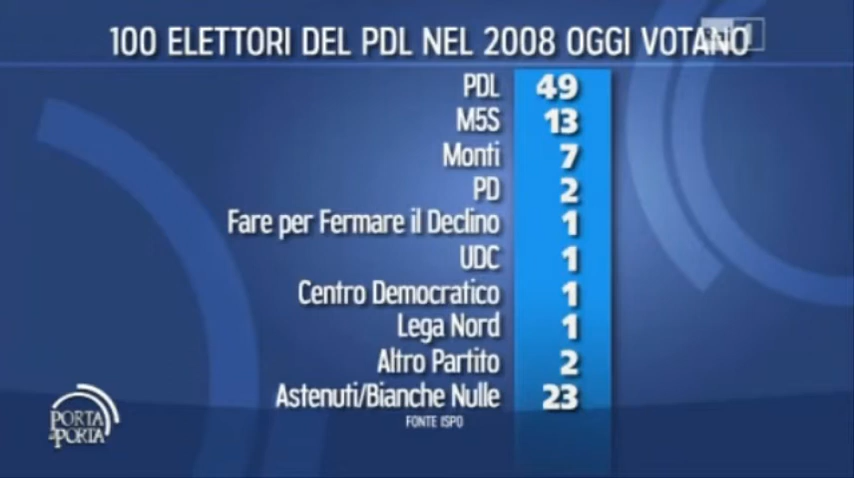 100 ELETTORI DEL PDL NEL 2008 OGGI VOTANO
Rai 1
PDL 49
M5S 13
Monti 7
PD 2
Fare per Fermare il Declino 1
UDC 1
Centro Democratico 1
Lega Nord 1
Altro Partito 2
Astenuti/Bianche Nulle 23
FONTE ISPO
PORTA
a PORTA